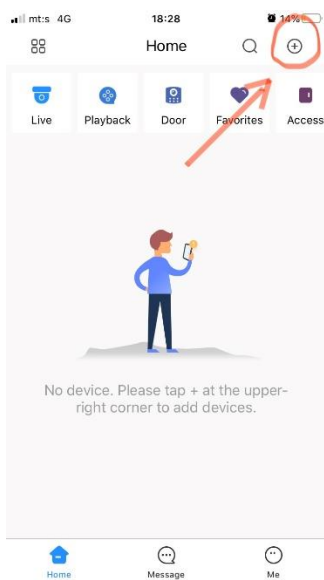 mt:s 4G 18:28 14%
Home
Live Playback Door Favorites Access
No device. Please tap + at the upper-
right corner to add devices.
Home Message Me